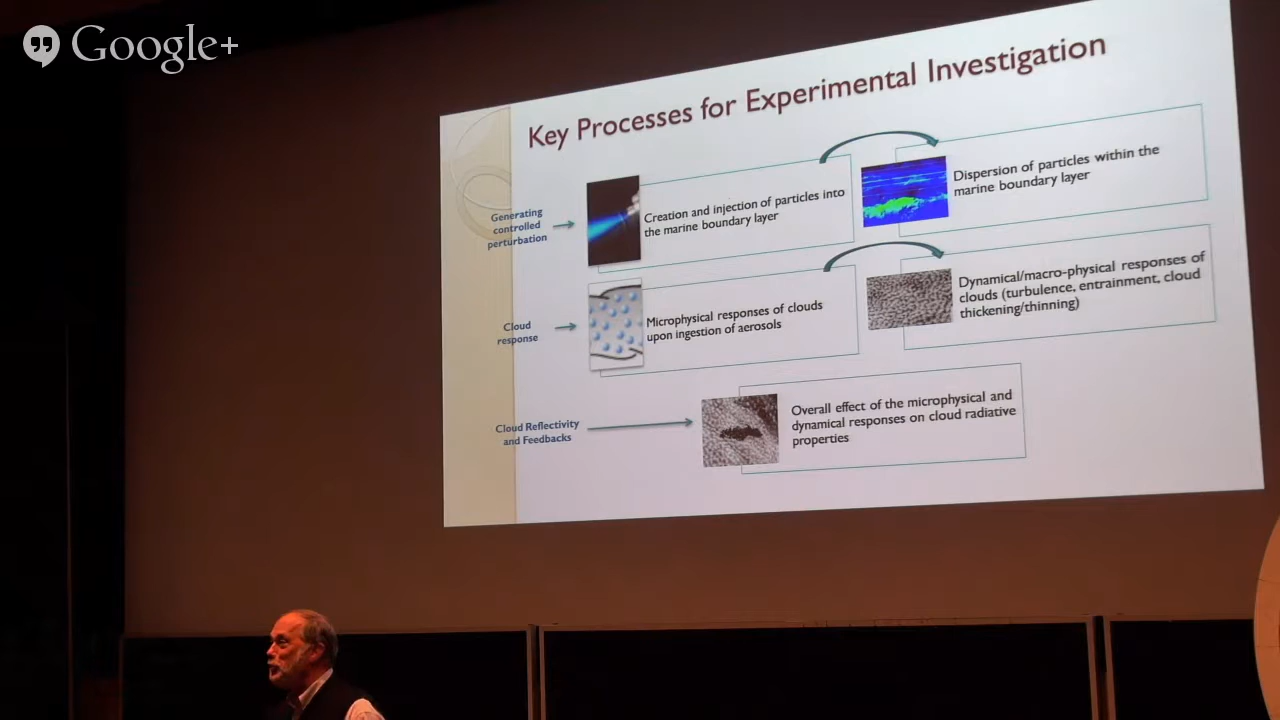 Google+
Key Processes for Experimental Investigation
Generating
controlled
perturbation
Creation and injection of particles into
the marine boundary layer
Dispersion of particles within the
marine boundary layer
Cloud
response
Microphysical responses of clouds
upon ingestion of aerosols
Dynamical/macro-physical responses of
clouds (turbulence, entrainment, cloud
thickening/thinning)
Cloud Reflectivity
and Feedbacks
Overall effect of the microphysical and
dynamical responses on cloud radiative
properties